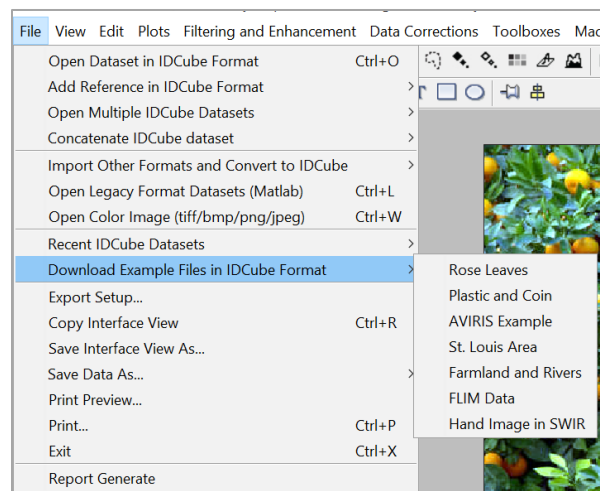 File View Edit Plots Filtering and Enhancement Data Corrections Toolboxes Mac
Open Dataset in IDCube Format Ctrl+O
Add Reference in IDCube Format
Open Multiple IDCube Datasets
Concatenate IDCube dataset
Import Other Formats and Convert to IDCube
Open Legacy Format Datasets (Matlab) Ctrl+L
Open Color Image (tiff/bmp/png/jpeg) Ctrl+W
Recent IDCube Datasets
Download Example Files in IDCube Format
Rose Leaves
Plastic and Coin
AVIRIS Example
St. Louis Area
Farmland and Rivers
FLIM Data
Hand Image in SWIR
Export Setup...
Copy Interface View Ctrl+R
Save Interface View As...
Save Data As...
Print Preview...
Print... Ctrl+P
Exit Ctrl+X
Report Generate